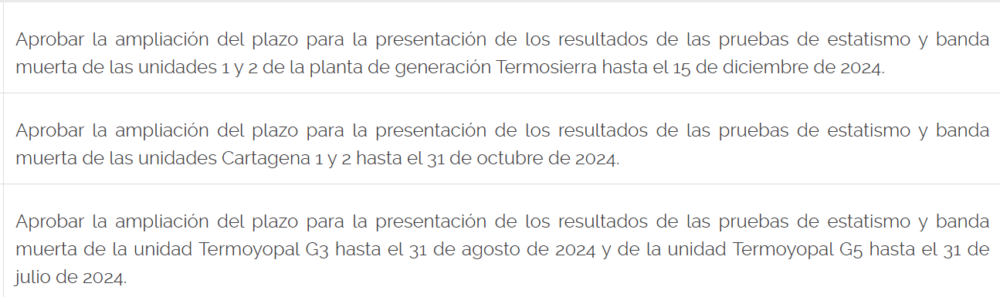 Aprobar la ampliación del plazo para la presentación de los resultados de las pruebas de estatismo y banda
muerta de las unidades 1 y 2 de la planta de generación Termosierra hasta el 15 de diciembre de 2024.
Aprobar la ampliación del plazo para la presentación de los resultados de las pruebas de estatismo y banda
muerta de las unidades Cartagena 1 y 2 hasta el 31 de octubre de 2024.
Aprobar la ampliación del plazo para la presentación de los resultados de las pruebas de estatismo y banda
muerta de la unidad Termoyopal G3 hasta el 31 de agosto de 2024 y de la unidad Termoyopal G5 hasta el 31 de
julio de 2024.